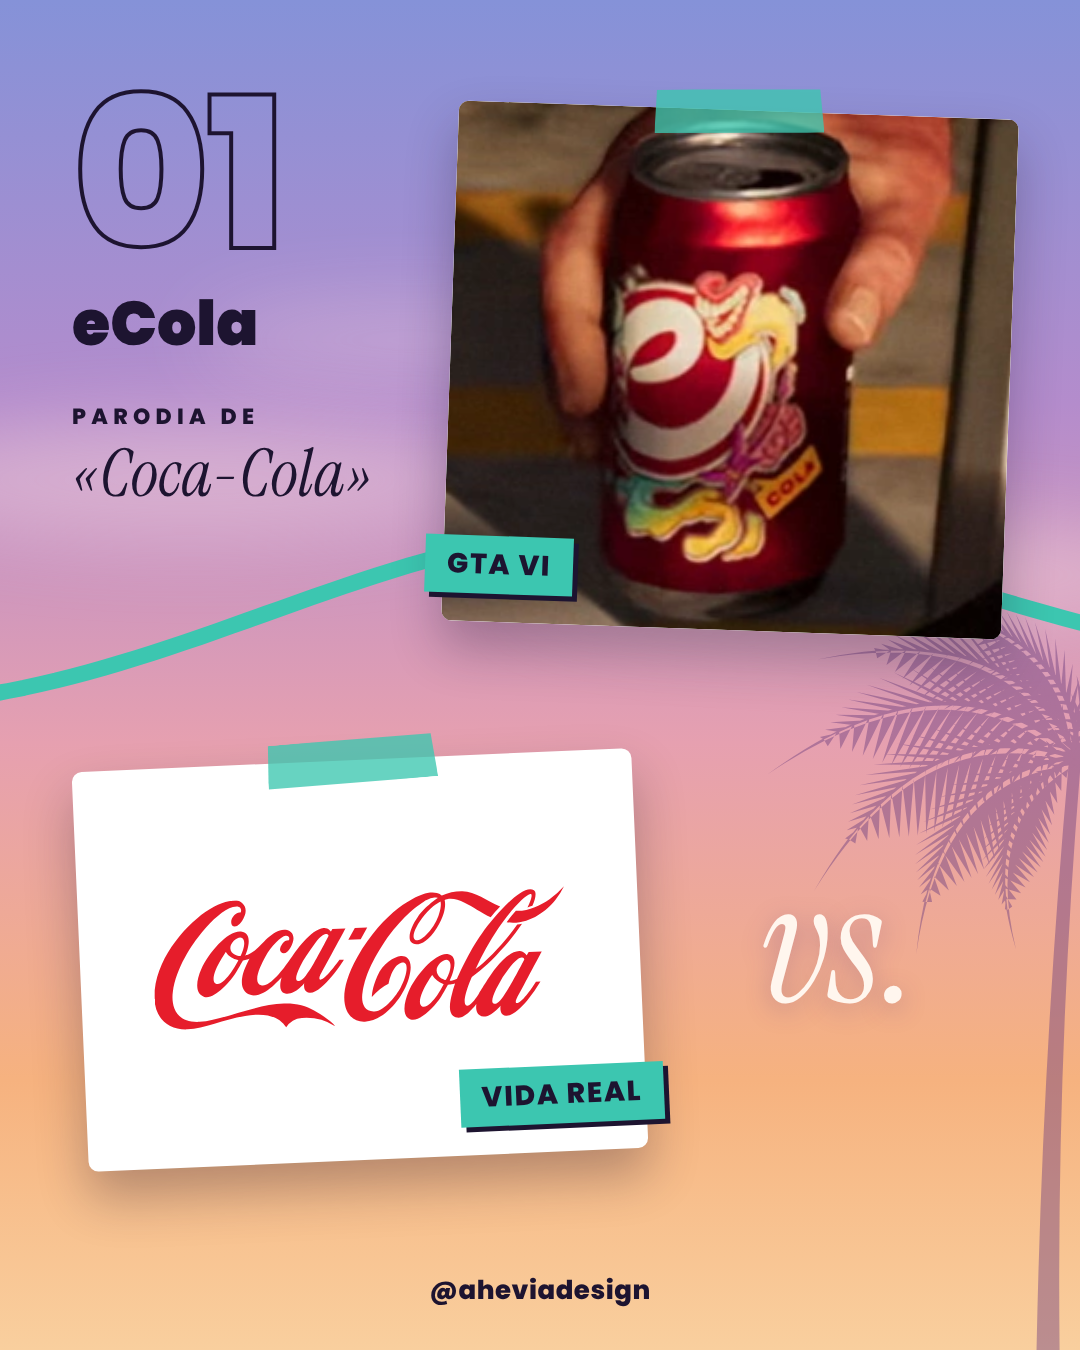 01
eCola
PARODIA DE
«Coca-Cola»
e
COLA
GTA VI
Coca-Cola
vs.
VIDA REAL
@aheviadesign